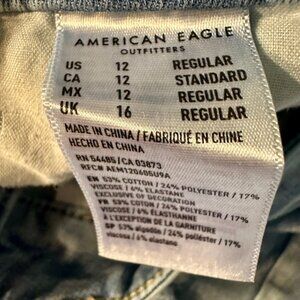 AMERICAN EAGLE
OUTFITTERS
US 12 REGULAR
CA 12 STANDARD
MX 12 REGULAR
UK 16 REGULAR
MADE IN CHINA / FABRIQUÉ EN CHINE
HECHO EN CHINA
RN 54485/CA 03873
RFC# AEM120605U9A
EN 53% COTTON / 24% POLYESTER / 17%
VISCOSE / 6% ELASTANE
EXCLUSIVE OF DECORATION
FR 53% COTON / 24% POLYESTER / 17%
VISCOSE / 6% ÉLASTHANNE
À L'EXCEPTION DE LA GARNITURE
SP 53% algodón / 24% poliéster / 17%
viscosa / 6% elastano